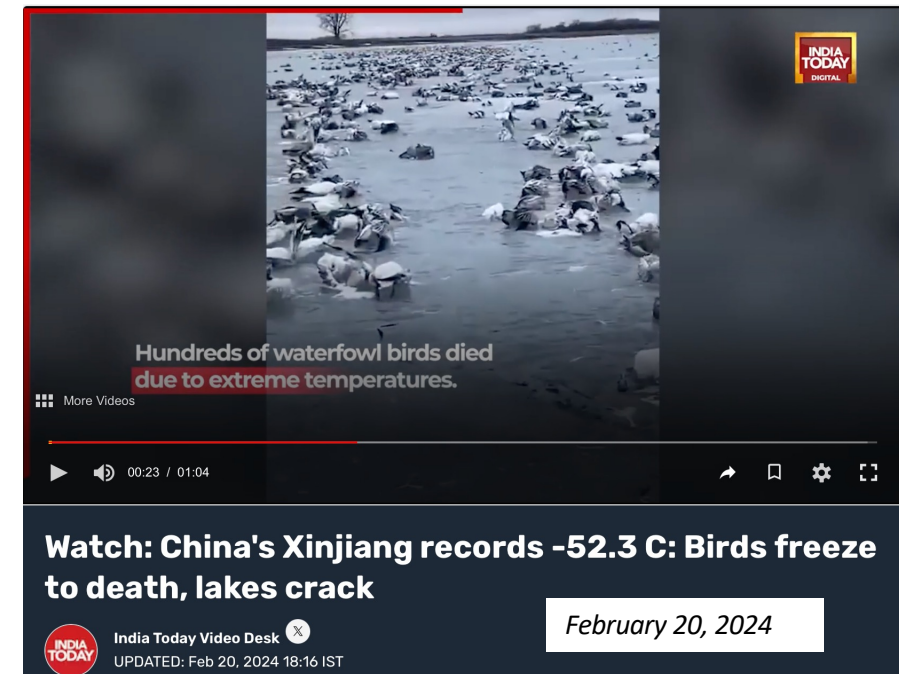 INDIA
TODAY
DIGITAL
Hundreds of waterfowl birds died
due to extreme temperatures.
More Videos
00:23 / 01:04
Watch: China's Xinjiang records -52.3 C: Birds freeze
to death, lakes crack
February 20, 2024
INDIA
TODAY
India Today Video Desk X
UPDATED: Feb 20, 2024 18:16 IST